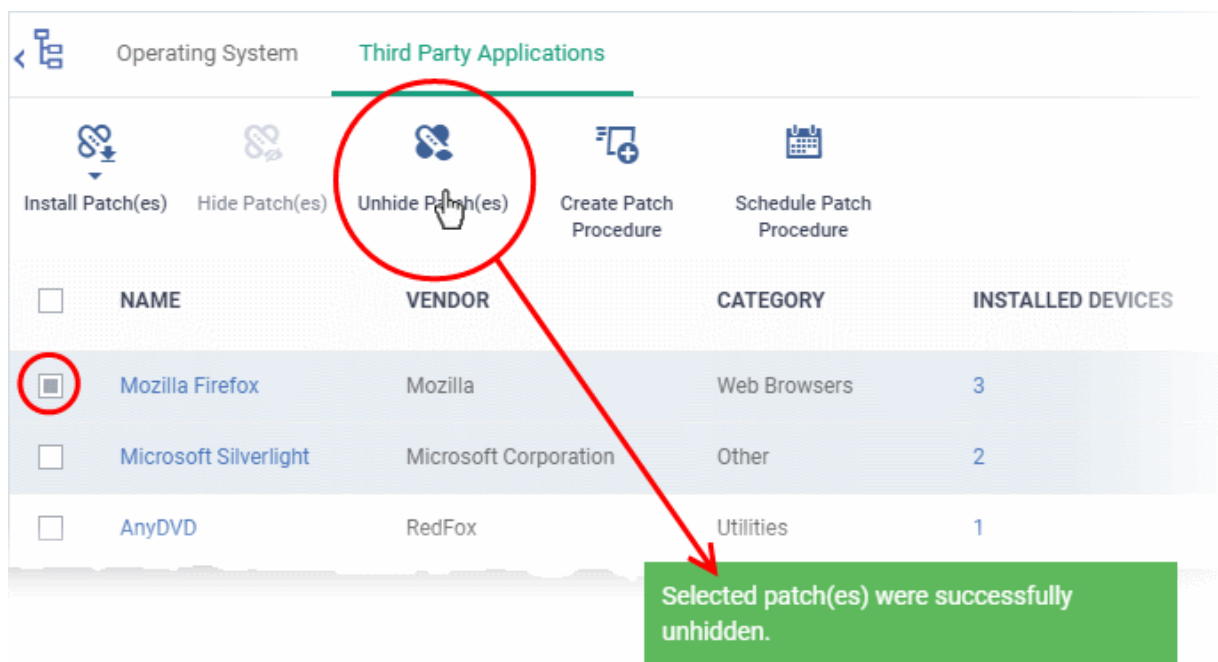 Operating System Third Party Applications
Install Patch(es) Hide Patch(es) Unhide Patch(es) Create Patch Procedure Schedule Patch Procedure
NAME VENDOR CATEGORY INSTALLED DEVICES
Mozilla Firefox Mozilla Web Browsers 3
Microsoft Silverlight Microsoft Corporation Other 2
AnyDVD RedFox Utilities 1
Selected patch(es) were successfully
unhidden.